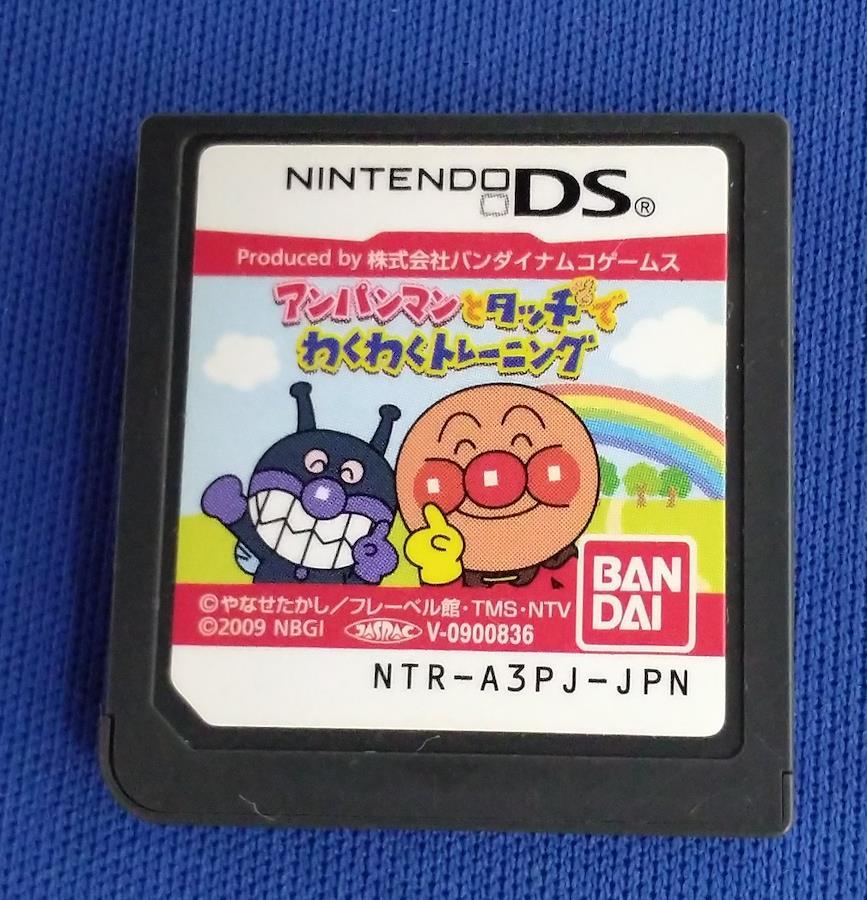 NINTENDO DS®
Produced by 株式会社バンダイナムコゲームス
アンパンマンとタッチで
わくわくトレーニング
©やなせたかし/フレーベル館・TMS・NTV
©2009 NBGI JASRAC V-0900836
BAN
DAI
NTR-A3PJ-JPN